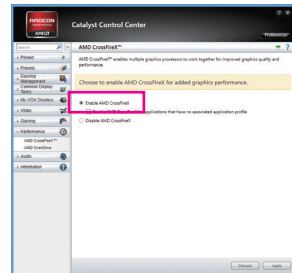 RADEON
GRAPHICS
AMD
Catalyst Control Center
Preferences
Search
AMD CrossFireX™
Pinned
Presets
Desktop
Management
Common Display
Tasks
My VGA Displays
Video
Gaming
Performance
AMD CrossFireX™
AMD OverDrive
Audio
Information
AMD CrossFireX™ enables multiple graphics processors to work together for improved graphics quality and
performance.
Choose to enable AMD CrossFireX for added graphics performance.
Enable AMD CrossFireX
applications that have no associated application profile
Disable AMD CrossFireX
Discard
Apply